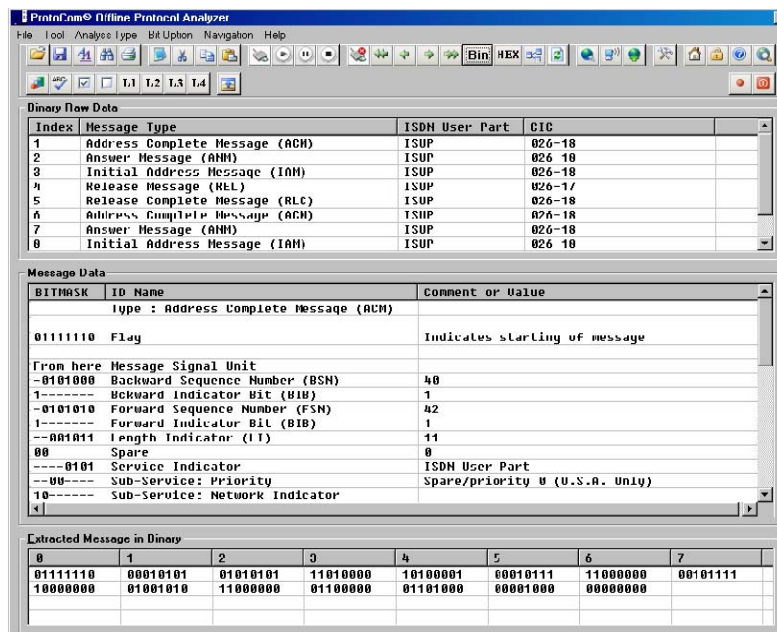 ProtoCom® Offline Protocol Analyzer
File Tool Analyse Type Bit Option Navigation Help
Bin HEX
L1 L2 L3 L4
Binary Raw Data
Index Message Type ISDN User Part CIC
1 Address Complete Message (ACM) ISUP 026-18
2 Answer Message (ANM) ISUP 026 18
3 Initial Address Message (IAM) ISUP 026-18
4 Release Message (REL) ISUP 026-17
5 Release Complete Message (RLC) ISUP 026-18
6 Address Complete Message (ACM) ISUP 026-18
7 Answer Message (ANM) ISUP 026-18
8 Initial Address Message (IAM) ISUP 026 18
Message Data
BITMASK ID Name Comment or Value
Type : Address Complete Message (ACM)
01111110 Flag Indicates starting of message
From here Message Signal Unit
-0101000 Backward Sequence Number (BSN) 40
1------- Bckward Indicator Bit (BIB) 1
-0101010 Forward Sequence Number (FSN) 42
1------- Forward Indicator Bit (BIB) 1
--001011 Length Indicator (LI) 11
00 Spare 0
----0101 Service Indicator ISDN User Part
--00---- Sub-Service: Priority Spare/priority 0 (U.S.A. Only)
10------ Sub-Service: Network Indicator
Extracted Message in Binary
0 1 2 3 4 5 6 7
01111110 00010101 01010101 11010000 10100001 00010111 11000000 00101111
10000000 01001010 11000000 01100000 01101000 00001000 00000000